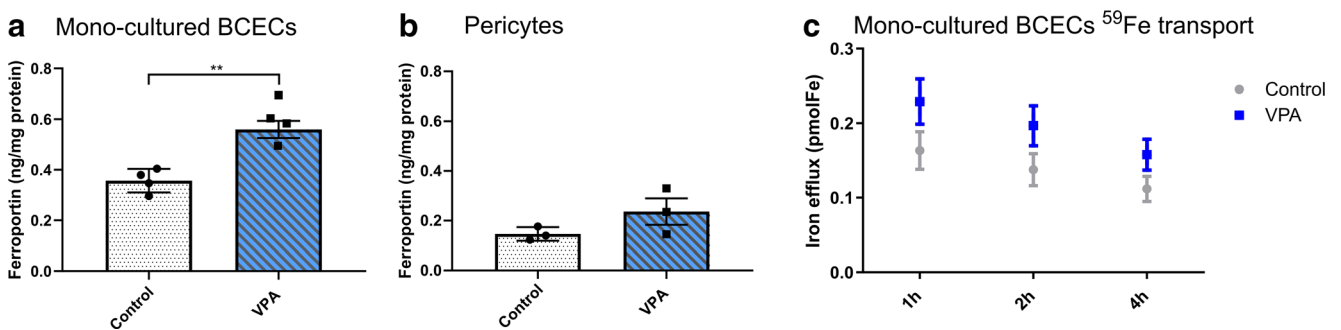 a Mono-cultured BCECs
Ferroportin (ng/mg protein)
0.8
0.6
0.4
0.2
0.0
**
Control
VPA
b Pericytes
Ferroportin (ng/mg protein)
0.8
0.6
0.4
0.2
0.0
Control
VPA
c Mono-cultured BCECs ⁵⁹Fe transport
Iron efflux (pmolFe)
0.3
0.2
0.1
0.0
1h
2h
4h
Control
VPA